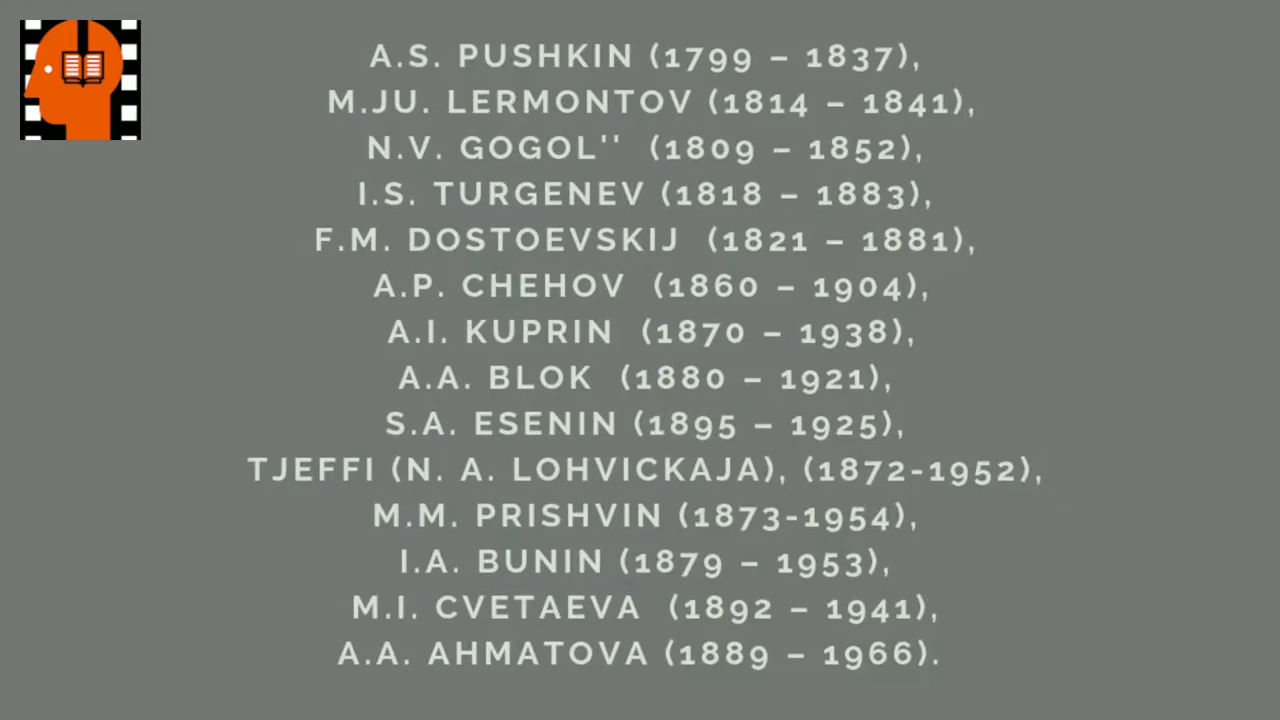 A.S. PUSHKIN (1799 – 1837),
M.JU. LERMONTOV (1814 – 1841),
N.V. GOGOL'' (1809 – 1852),
I.S. TURGENEV (1818 – 1883),
F.M. DOSTOEVSKIJ (1821 – 1881),
A.P. CHEHOV (1860 – 1904),
A.I. KUPRIN (1870 – 1938),
A.A. BLOK (1880 – 1921),
S.A. ESENIN (1895 – 1925),
TJEFFI (N. A. LOHVICKAJA), (1872-1952),
M.M. PRISHVIN (1873-1954),
I.A. BUNIN (1879 – 1953),
M.I. CVETAEVA (1892 – 1941),
A.A. AHMATOVA (1889 – 1966).